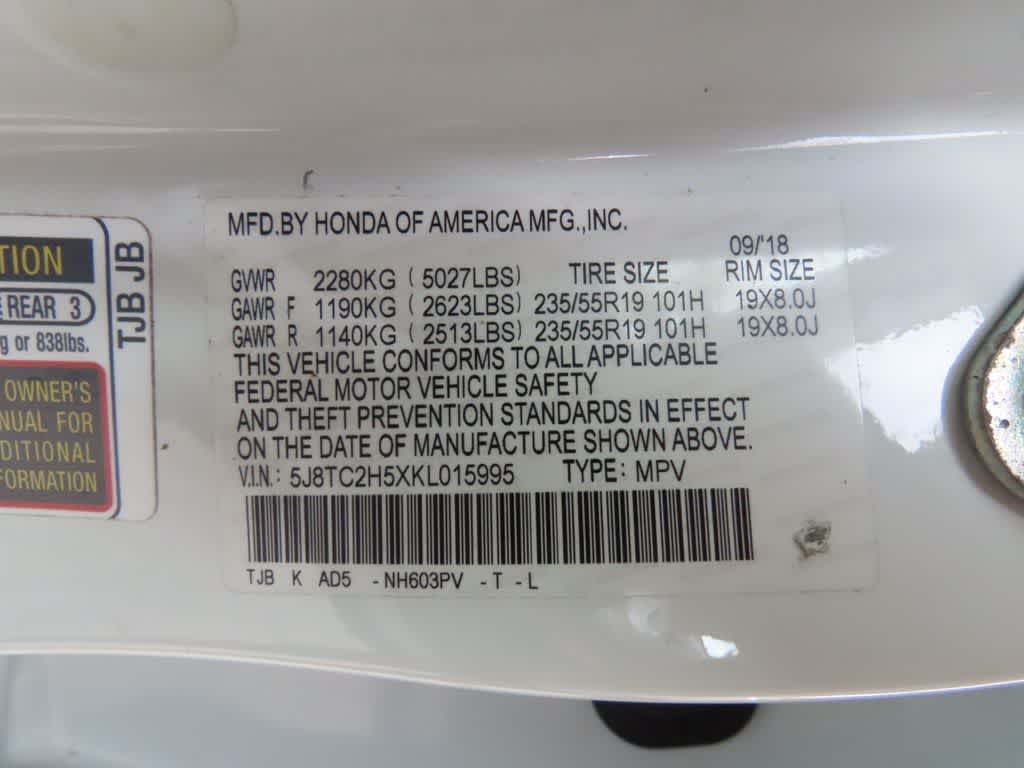 MFD.BY HONDA OF AMERICA MFG.,INC.
09/'18
GVWR 2280KG ( 5027LBS) TIRE SIZE RIM SIZE
GAWR F 1190KG ( 2623LBS) 235/55R19 101H 19X8.0J
GAWR R 1140KG ( 2513LBS) 235/55R19 101H 19X8.0J
THIS VEHICLE CONFORMS TO ALL APPLICABLE
FEDERAL MOTOR VEHICLE SAFETY
AND THEFT PREVENTION STANDARDS IN EFFECT
ON THE DATE OF MANUFACTURE SHOWN ABOVE.
V.I.N.: 5J8TC2H5XKL015995 TYPE: MPV
TJB K AD5 -NH603PV -T -L
TION
REAR 3
g or 838lbs.
OWNER'S
NUAL FOR
DITIONAL
FORMATION
TJB JB